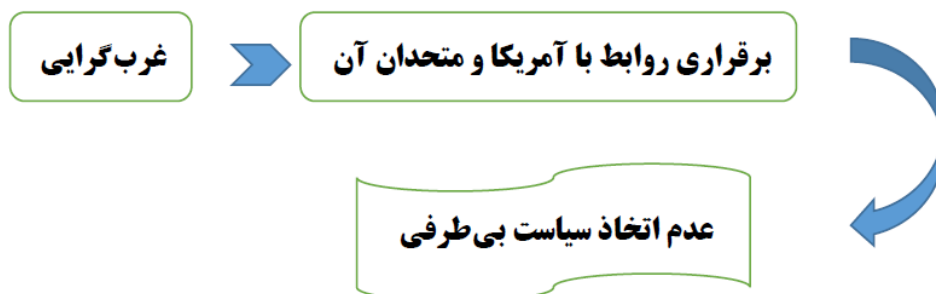 غرب‌گرایی
برقراری روابط با آمریکا و متحدان آن
عدم اتخاذ سیاست بی‌طرفی